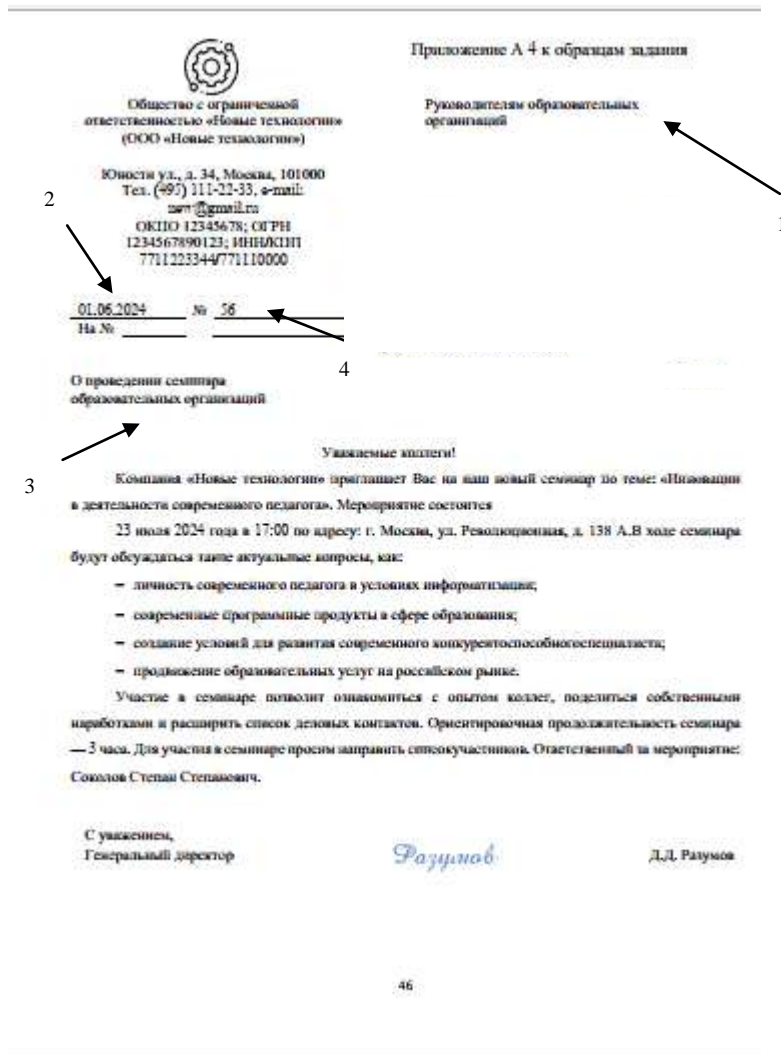 Приложение А 4 к образцам задания
Общество с ограниченной
ответственностью «Новые технологии»
(ООО «Новые технологии»)
Руководителям образовательных
организаций
1
Юности ул., д. 34, Москва, 101000
Тел. (495) 111-22-33, e-mail:
@gmail.ru
ОКПО 12345678; ОГРН
1234567890123; ИНН/КПП
7711223344/771110000
2
01.06.2024 № 56
На №
4
О проведении семинара
образовательных организаций
3
Уважаемые коллеги!
Компания «Новые технологии» приглашает Вас на наш новый семинар по теме: «Инновации
в деятельности современного педагога». Мероприятие состоится
23 июля 2024 года в 17:00 по адресу: г. Москва, ул. Революционная, д. 138 А.В ходе семинара
будут обсуждаться такие актуальные вопросы, как:
– личность современного педагога в условиях информатизации;
– современные программные продукты в сфере образования;
– создание условий для развития современного конкурентоспособногоспециалиста;
– продвижение образовательных услуг на российском рынке.
Участие в семинаре позволит ознакомиться с опытом коллег, поделиться собственными
наработками и расширить список деловых контактов. Ориентировочная продолжительность семинара
— 3 часа. Для участия в семинаре просим направить списокучастников. Ответственный за мероприятие:
Соколов Степан Степанович.
С уважением,
Генеральный директор Разумов Д.Д. Разумов
46